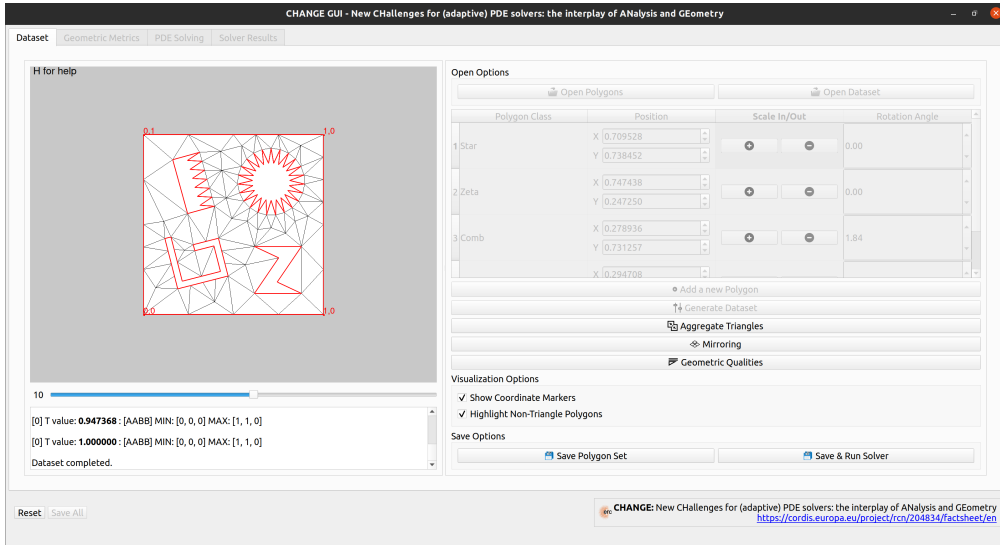 CHANGE GUI - New CHallenges for (adaptive) PDE solvers: the interplay of ANalysis and GEometry
Dataset Geometric Metrics PDE Solving Solver Results
H for help
0,1 1,0
0,0 1,0
10
[0] T value: 0.947368 : [AABB] MIN: [0, 0, 0] MAX: [1, 1, 0]
[0] T value: 1.000000 : [AABB] MIN: [0, 0, 0] MAX: [1, 1, 0]
Dataset completed.
Open Options
Open Polygons Open Dataset
Polygon Class Position Scale In/Out Rotation Angle
1 Star X 0.709528 Y 0.738452 0.00
2 Zeta X 0.747438 Y 0.247250 0.00
3 Comb X 0.278936 Y 0.731257 1.84
X 0.294708
Add a new Polygon
Generate Dataset
Aggregate Triangles
Mirroring
Geometric Qualities
Visualization Options
Show Coordinate Markers
Highlight Non-Triangle Polygons
Save Options
Save Polygon Set Save & Run Solver
Reset Save All
erc CHANGE: New CHallenges for (adaptive) PDE solvers: the interplay of ANalysis and GEometry
https://cordis.europa.eu/project/rcn/204834/factsheet/en